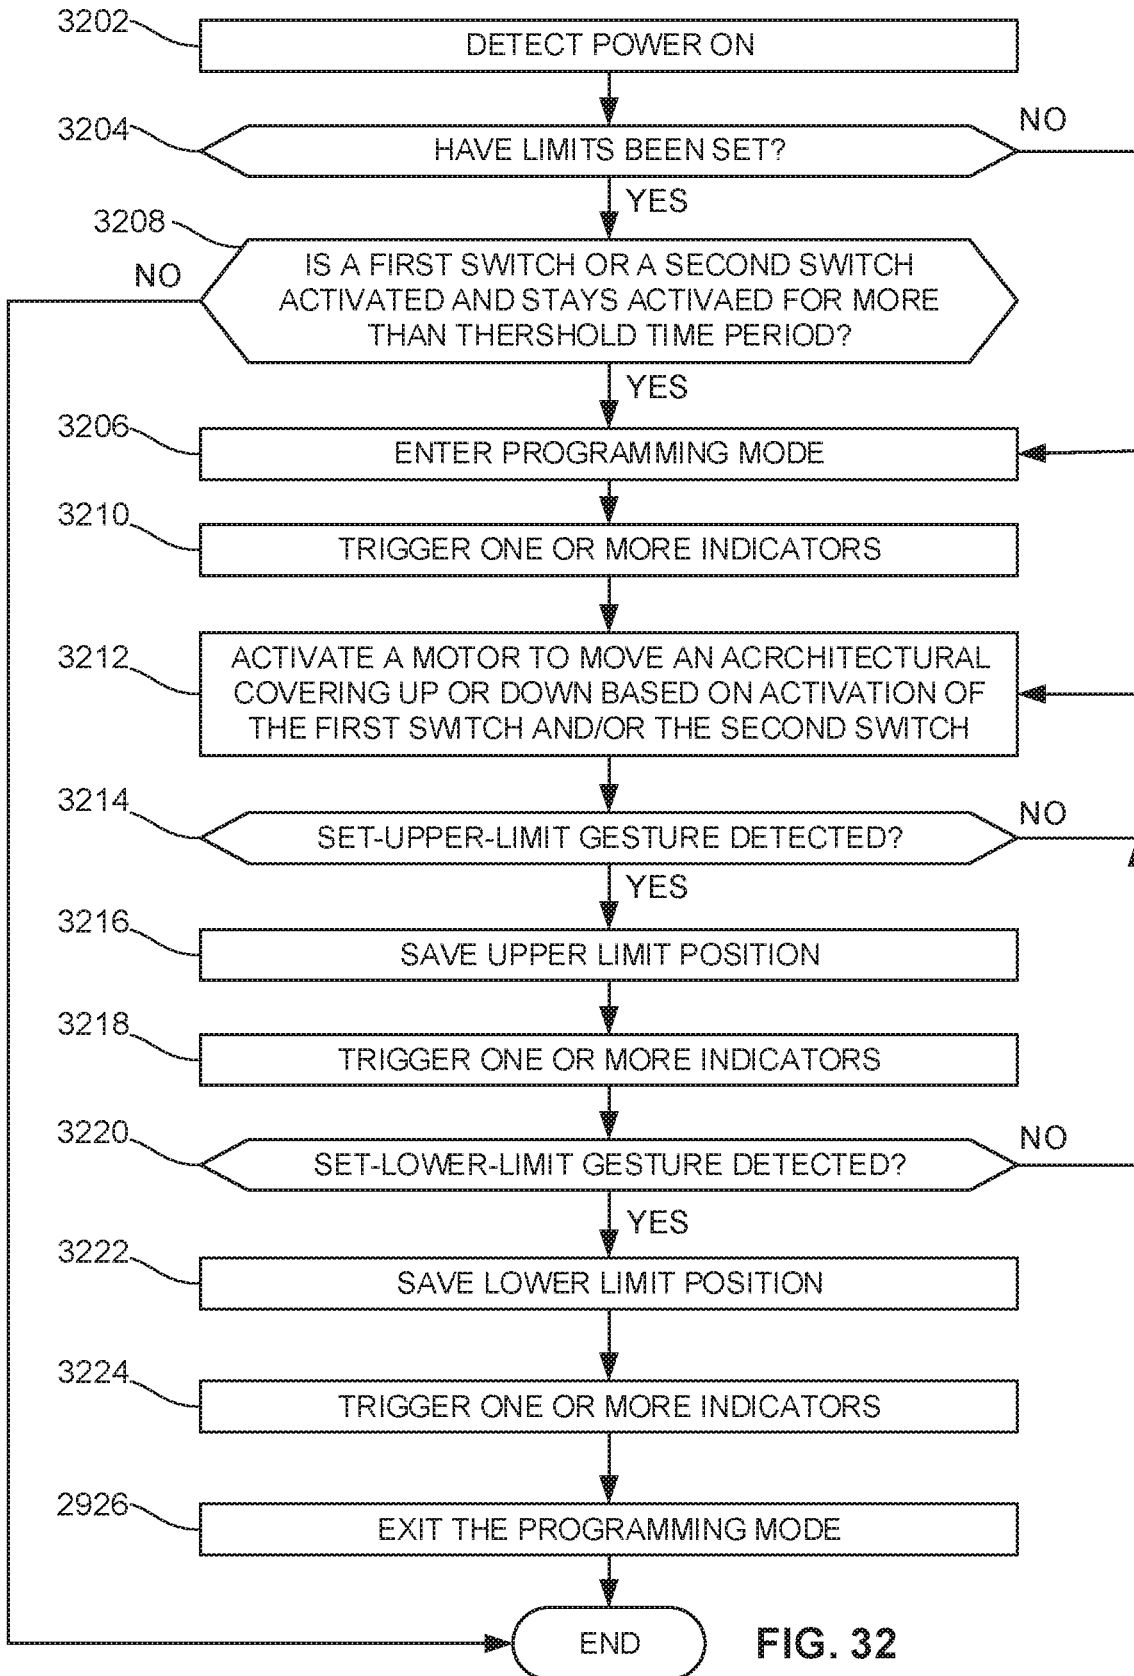 3202
DETECT POWER ON
3204
HAVE LIMITS BEEN SET?
NO
YES
3208
NO
IS A FIRST SWITCH OR A SECOND SWITCH
ACTIVATED AND STAYS ACTIVAED FOR MORE
THAN THERSHOLD TIME PERIOD?
YES
3206
ENTER PROGRAMMING MODE
3210
TRIGGER ONE OR MORE INDICATORS
3212
ACTIVATE A MOTOR TO MOVE AN ACRCHITECTURAL
COVERING UP OR DOWN BASED ON ACTIVATION OF
THE FIRST SWITCH AND/OR THE SECOND SWITCH
3214
SET-UPPER-LIMIT GESTURE DETECTED?
NO
YES
3216
SAVE UPPER LIMIT POSITION
3218
TRIGGER ONE OR MORE INDICATORS
3220
SET-LOWER-LIMIT GESTURE DETECTED?
NO
YES
3222
SAVE LOWER LIMIT POSITION
3224
TRIGGER ONE OR MORE INDICATORS
2926
EXIT THE PROGRAMMING MODE
END
FIG. 32